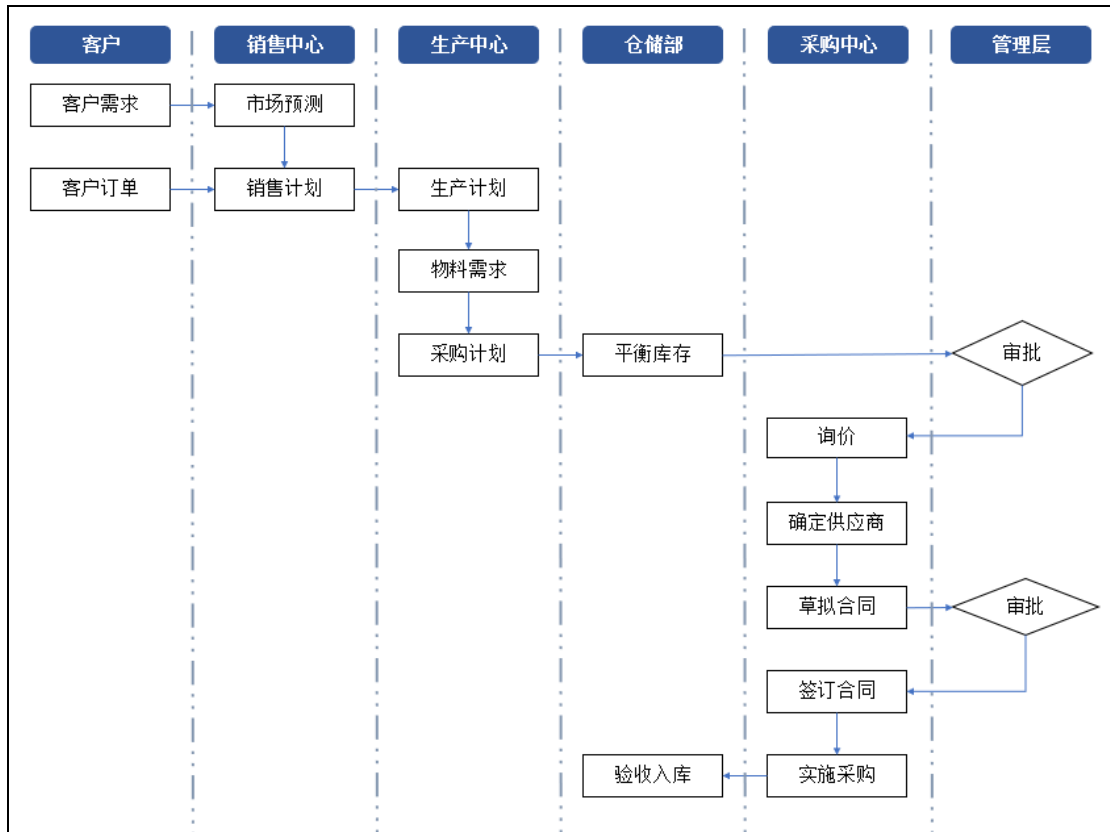 客户
销售中心
生产中心
仓储部
采购中心
管理层
客户需求
市场预测
客户订单
销售计划
生产计划
物料需求
采购计划
平衡库存
审批
询价
确定供应商
草拟合同
审批
签订合同
验收入库
实施采购